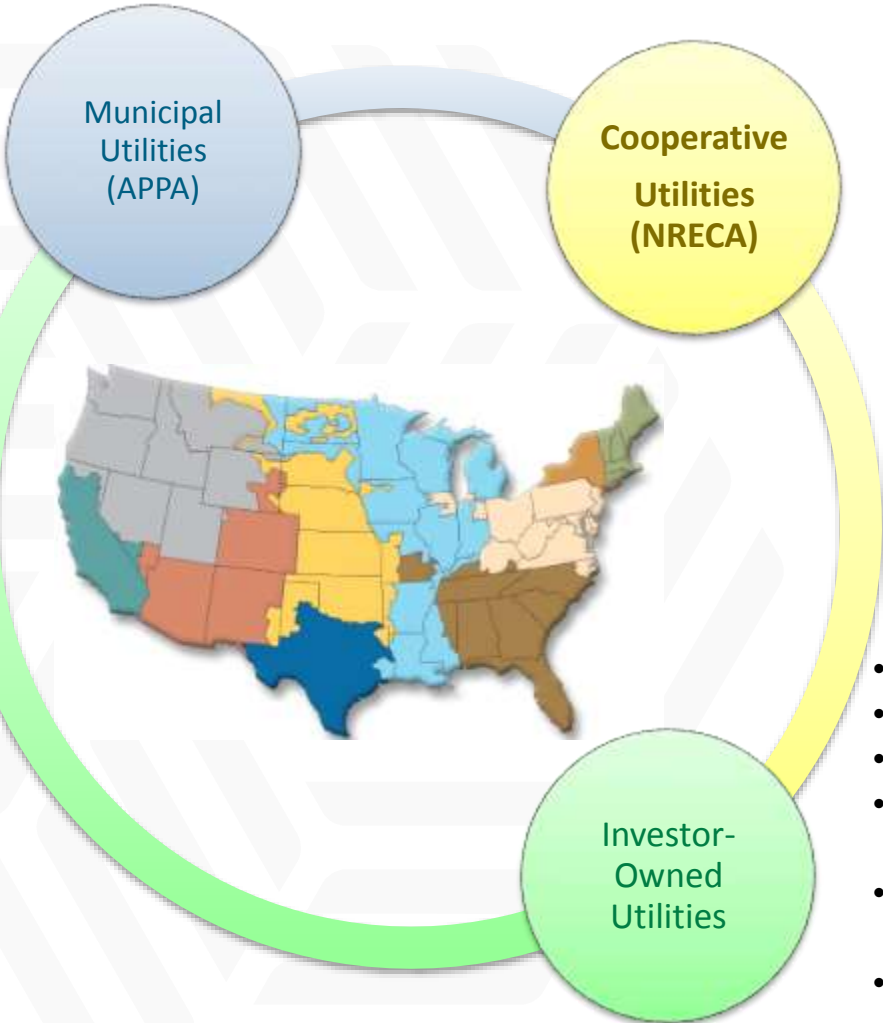 Municipal
Utilities
(APPA)
Cooperative
Utilities
(NRECA)
Investor-
Owned
Utilities